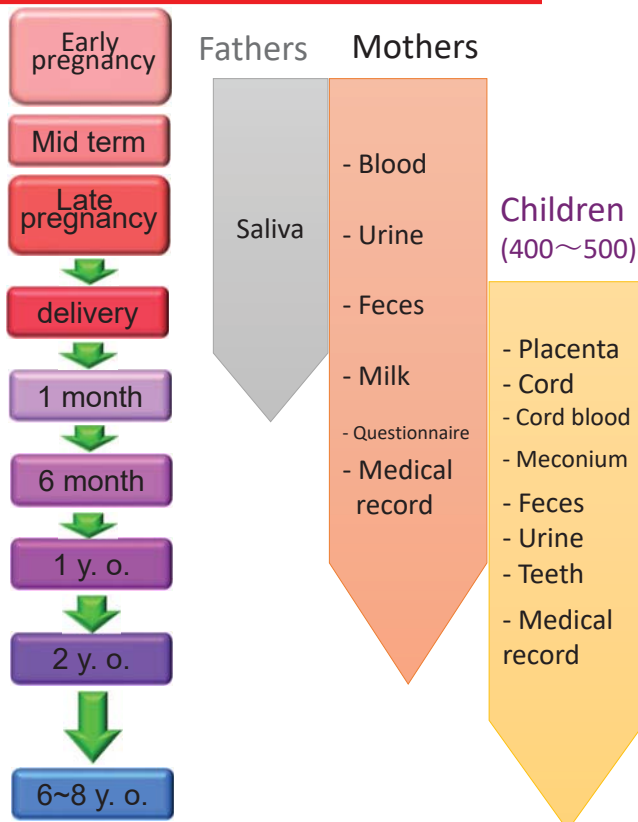 Early
pregnancy
Mid term
Late
pregnancy
delivery
1 month
6 month
1 y. o.
2 y. o.
6~8 y. o.
Fathers
Saliva
Mothers
- Blood
- Urine
- Feces
- Milk
- Questionnaire
- Medical
record
Children
(400～500)
- Placenta
- Cord
- Cord blood
- Meconium
- Feces
- Urine
- Teeth
- Medical
record